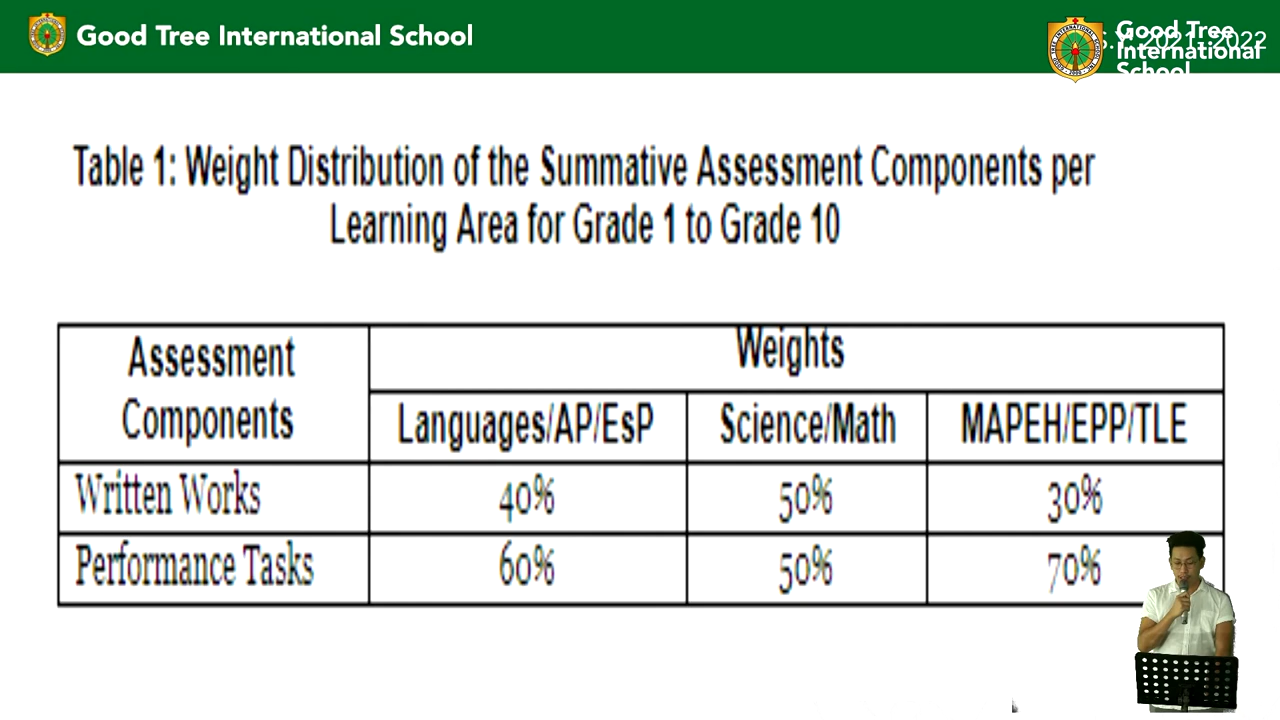 Good Tree International School
Good Tree
International
School
S.Y. 2021-2022
Table 1: Weight Distribution of the Summative Assessment Components per
Learning Area for Grade 1 to Grade 10
Assessment
Components
Weights
Languages/AP/EsP
Science/Math
MAPEH/EPP/TLE
Written Works
40%
50%
30%
Performance Tasks
60%
50%
70%